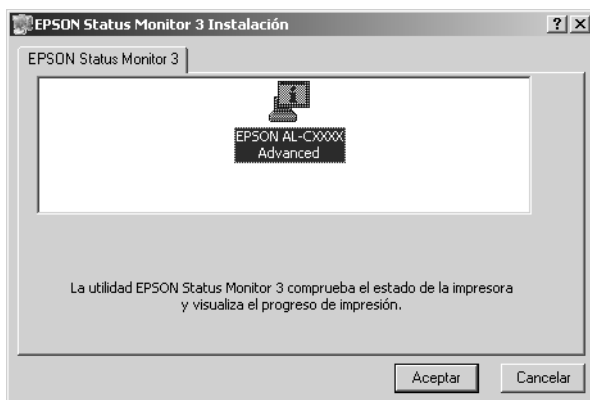 EPSON Status Monitor 3 Instalación
EPSON Status Monitor 3
EPSON AL-CXXXX
Advanced
La utilidad EPSON Status Monitor 3 comprueba el estado de la impresora
y visualiza el progreso de impresión.
Aceptar
Cancelar